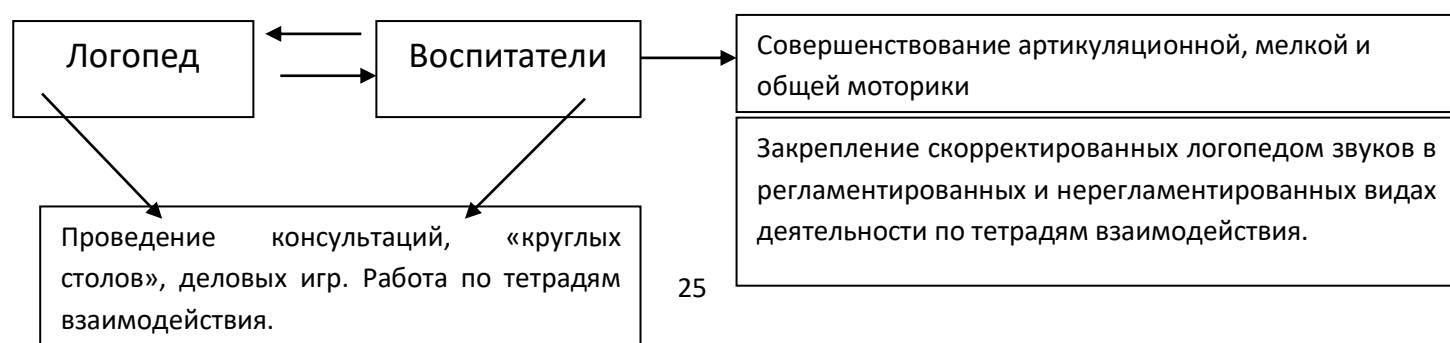 Логопед
Воспитатели
Совершенствование артикуляционной, мелкой и
общей моторики
Закрепление скорректированных логопедом звуков в
регламентированных и нерегламентированных видах
деятельности по тетрадям взаимодействия.
Проведение консультаций, «круглых
столов», деловых игр. Работа по тетрадям
взаимодействия.
25